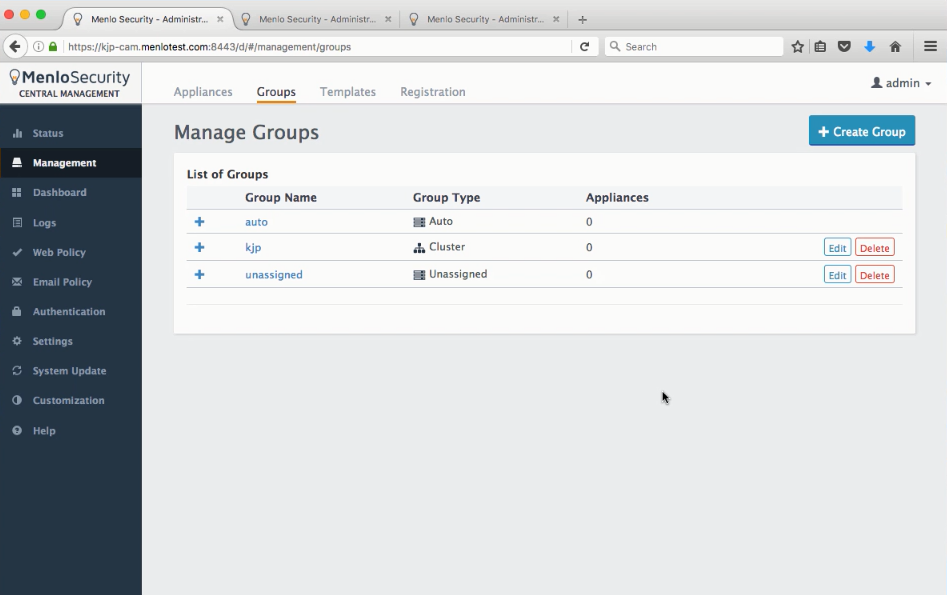 Menlo Security - Administr... × Menlo Security - Administr... × Menlo Security - Administr... × +
https://kjp-cam.menlotest.com:8443/d/#/management/groups Search
MenloSecurity
CENTRAL MANAGEMENT
Appliances Groups Templates Registration
admin
Status
Management
Dashboard
Logs
Web Policy
Email Policy
Authentication
Settings
System Update
Customization
Help
Manage Groups
+ Create Group
List of Groups
Group Name Group Type Appliances
+ auto Auto 0
+ kjp Cluster 0 Edit Delete
+ unassigned Unassigned 0 Edit Delete